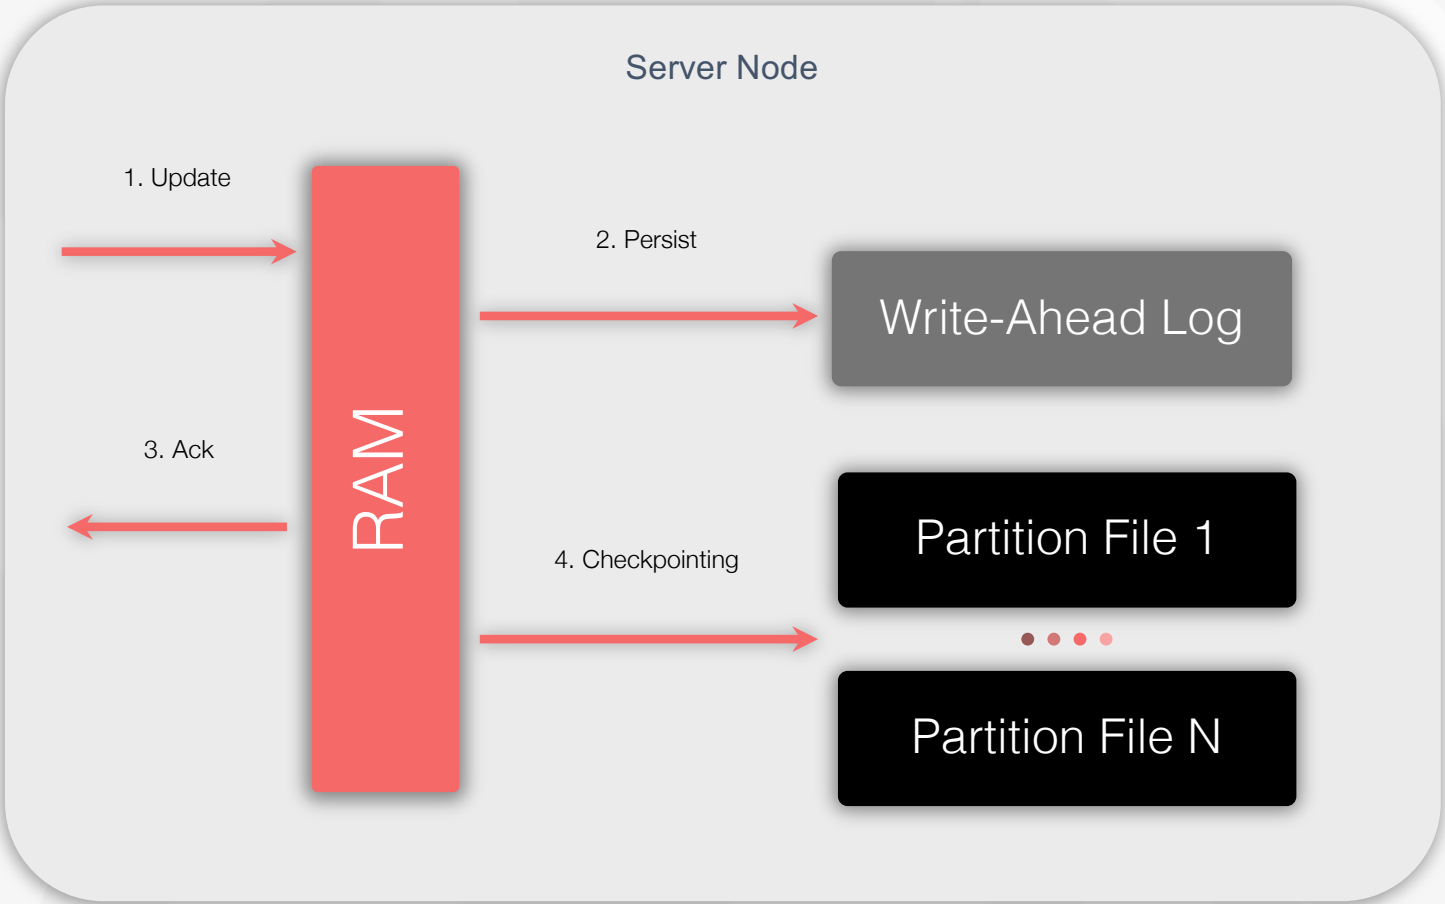 Server Node
1. Update
2. Persist
Write-Ahead Log
RAM
3. Ack
Partition File 1
4. Checkpointing
Partition File N